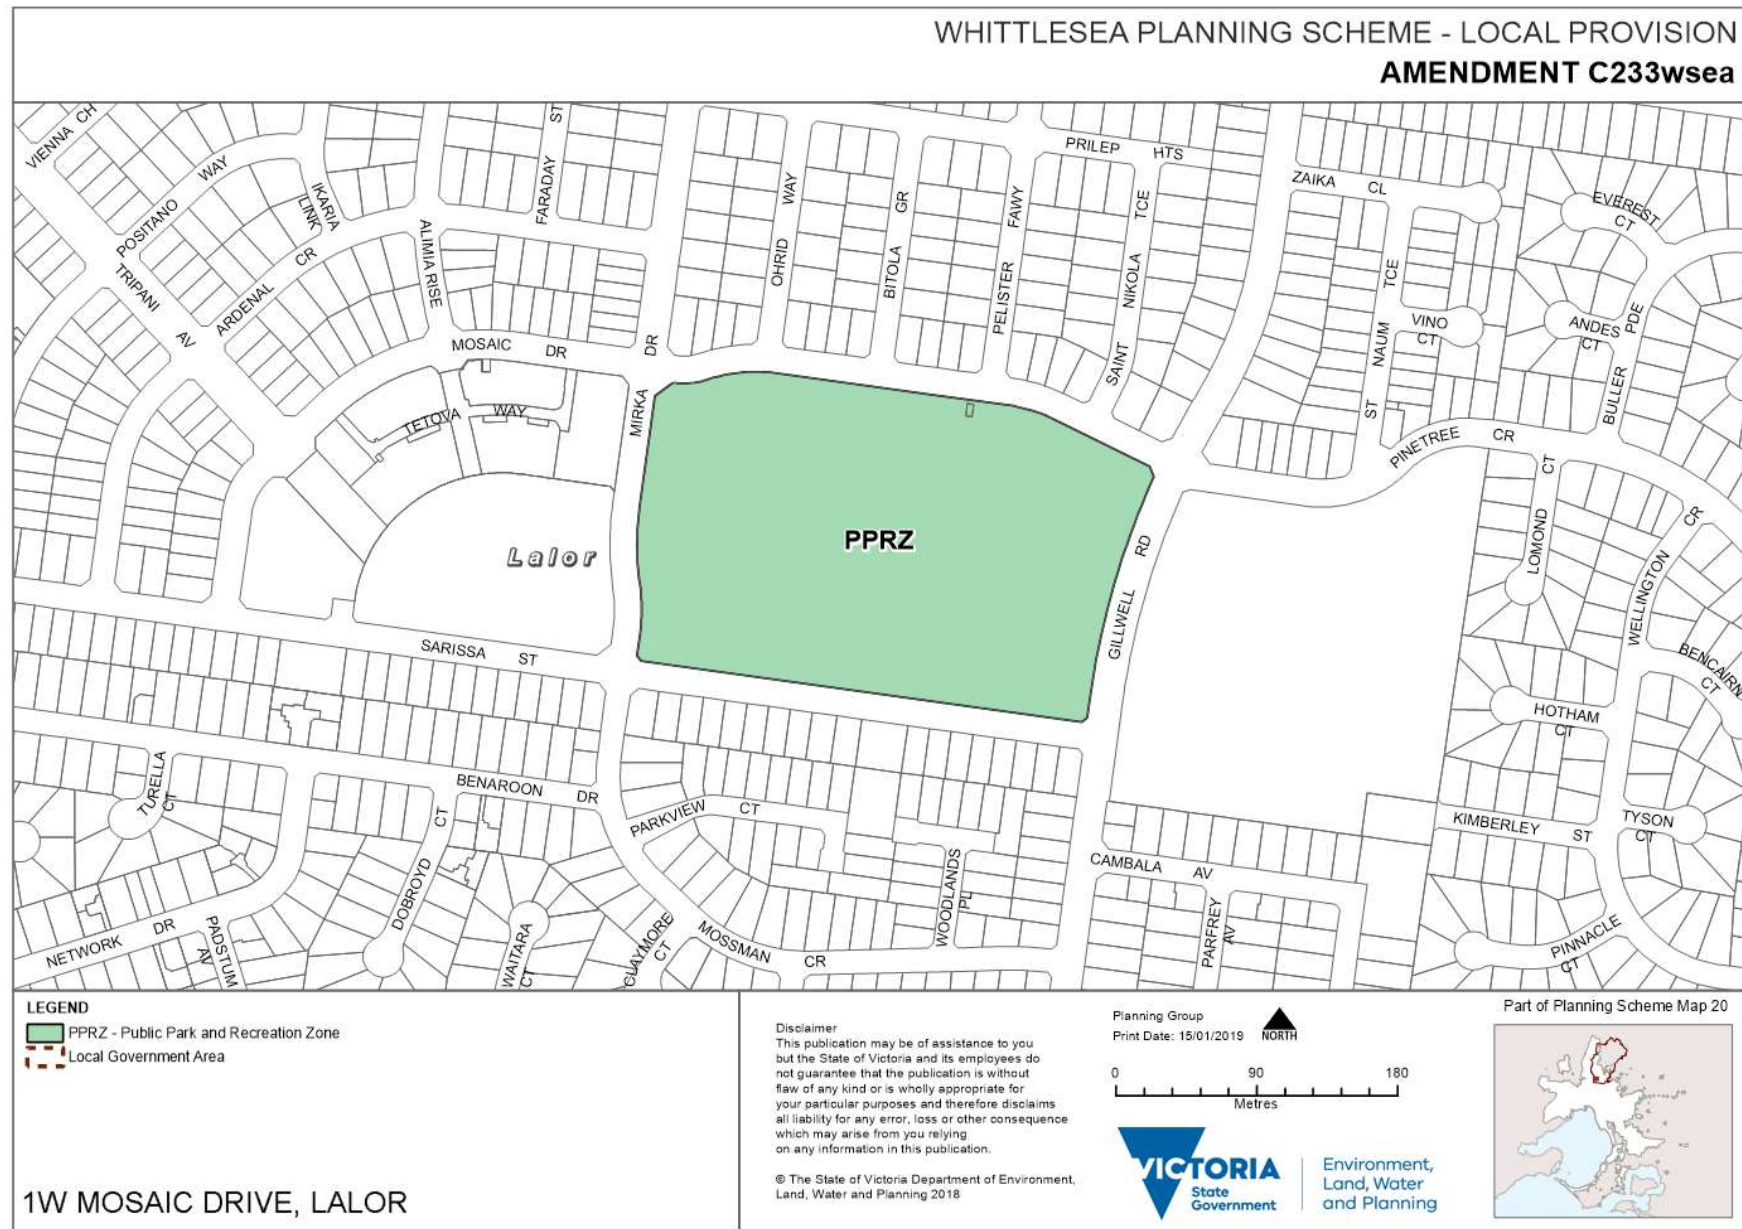 WHITTLESEA PLANNING SCHEME - LOCAL PROVISION
AMENDMENT C233wsea
VIENNA CH
POSITANO WAY
IKARIA
LINK
TRIPANI AV
ARDENAL CR
ALIMIA RISE
FARADAY ST
OHRID WAY
BITOLA GR
PELISTER FAWY
PRILEP HTS
SAINT NIKOLA TCE
ZAIKA CL
ST NAUM TCE
VINO
CT
EVEREST
CT
ANDES
CT
BULLER PDE
MOSAIC DR
MIRKA DR
TETOVA WAY
PINETREE CR
LOMOND CT
WELLINGTON CR
BENCAIRN
CT
PPRZ
Lalor
GILLWELL RD
SARISSA ST
HOTHAM
CT
TURELLA
CT
BENAROON DR
PARKVIEW CT
KIMBERLEY ST
TYSON
CT
DOBROYD CT
WOODLANDS
PL
CAMBALA AV
NETWORK DR
PADSTUM
AV
WAITARA
CT
CLAYMORE
CT
MOSSMAN CR
PARFREY
AV
PINNACLE
CT
LEGEND
PPRZ - Public Park and Recreation Zone
Local Government Area
1W MOSAIC DRIVE, LALOR
Disclaimer
This publication may be of assistance to you
but the State of Victoria and its employees do
not guarantee that the publication is without
flaw of any kind or is wholly appropriate for
your particular purposes and therefore disclaims
all liability for any error, loss or other consequence
which may arise from you relying
on any information in this publication.
© The State of Victoria Department of Environment,
Land, Water and Planning 2018
Planning Group
Print Date: 15/01/2019
NORTH
0 90 180
Metres
VICTORIA
State
Government
Environment,
Land, Water
and Planning
Part of Planning Scheme Map 20